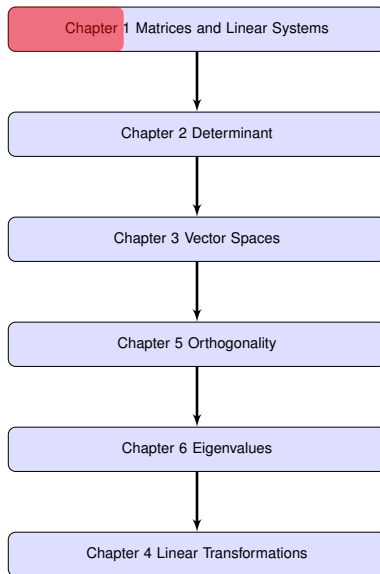 Chapter 1 Matrices and Linear Systems
Chapter 2 Determinant
Chapter 3 Vector Spaces
Chapter 5 Orthogonality
Chapter 6 Eigenvalues
Chapter 4 Linear Transformations